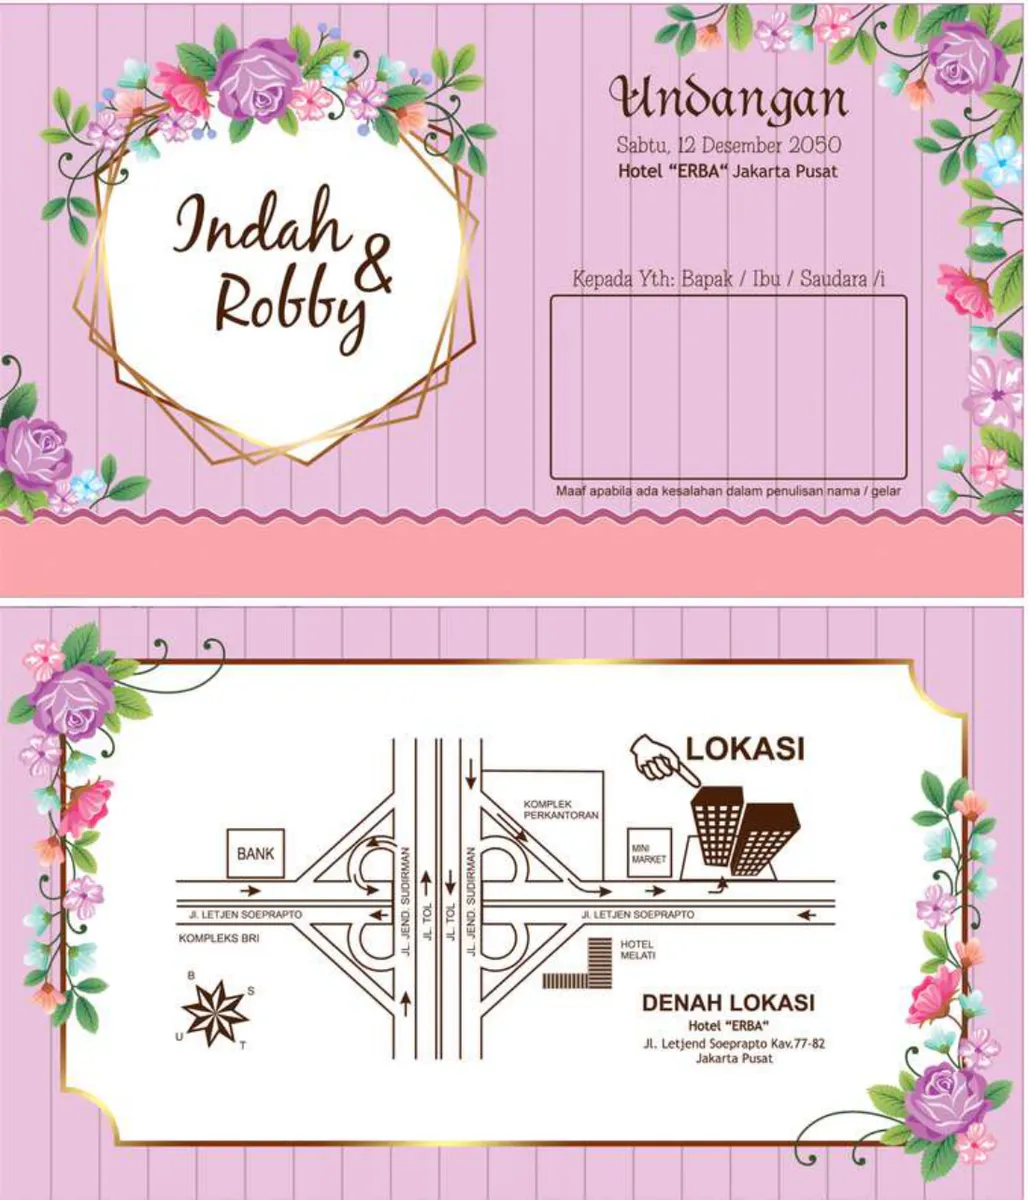 Indah
&
Robby
Undangan
Sabtu, 12 Desember 2050
Hotel “ERBA“ Jakarta Pusat
Kepada Yth: Bapak / Ibu / Saudara /i
Maaf apabila ada kesalahan dalam penulisan nama / gelar
LOKASI
KOMPLEK
PERKANTORAN
BANK
MINI
MARKET
JL. JEND. SUDIRMAN
JL. TOL
JL. TOL
JL. JEND. SUDIRMAN
Jl. LETJEN SOEPRAPTO
Jl. LETJEN SOEPRAPTO
KOMPLEKS BRI
HOTEL
MELATI
B
S
U
T
DENAH LOKASI
Hotel “ERBA“
Jl. Letjend Soeprapto Kav.77-82
Jakarta Pusat